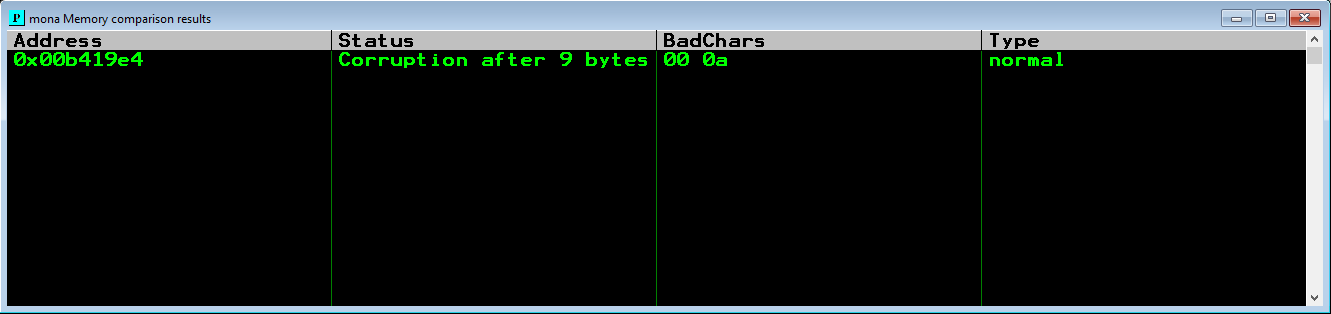 P mona Memory comparison results
Address Status BadChars Type
0x00b419e4 Corruption after 9 bytes 00 0a normal